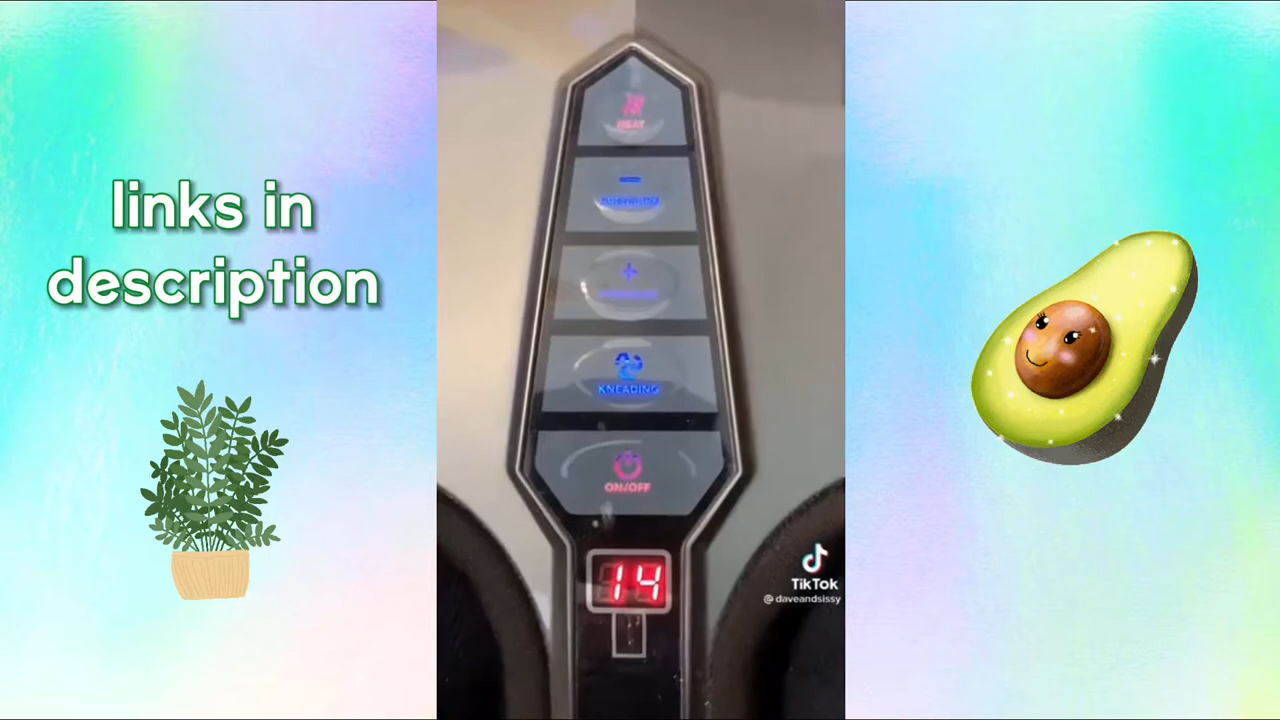 links in
description
HEAT
KNEADING
ON/OFF
14
TikTok
@daveandsissy